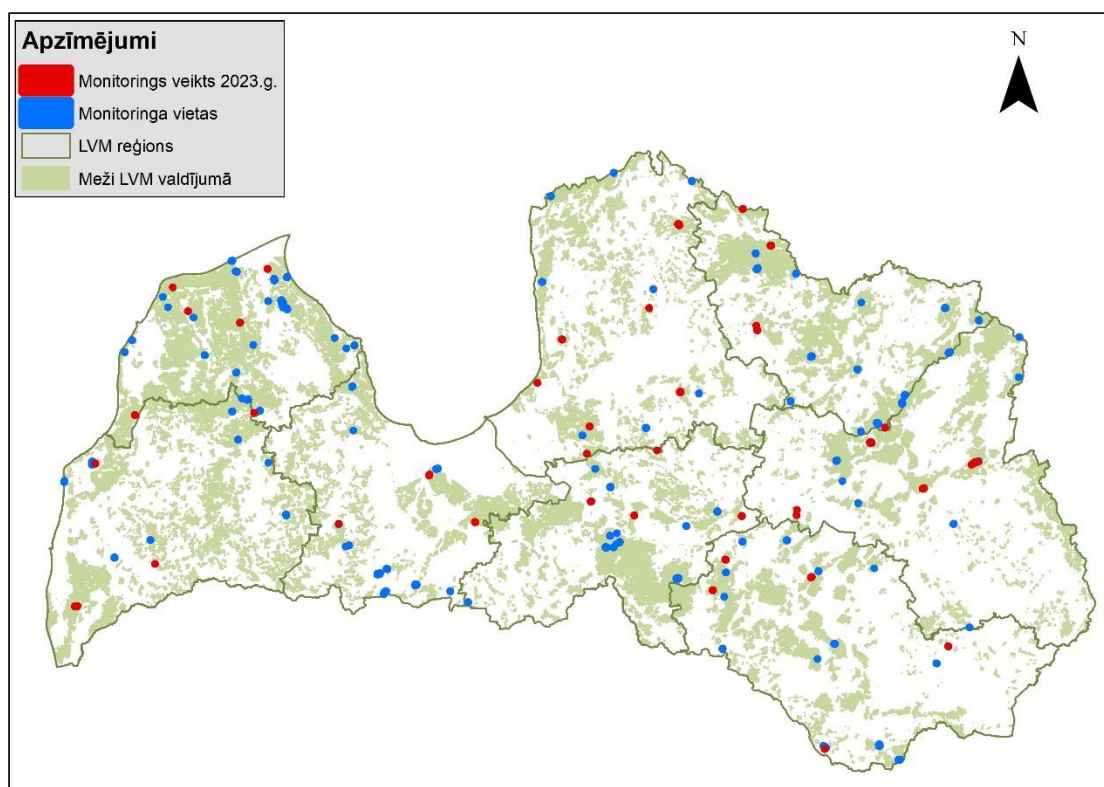 Apzīmējumi
Monitorings veikts 2023.g.
Monitoringa vietas
LVM reģions
Meži LVM valdījumā
N